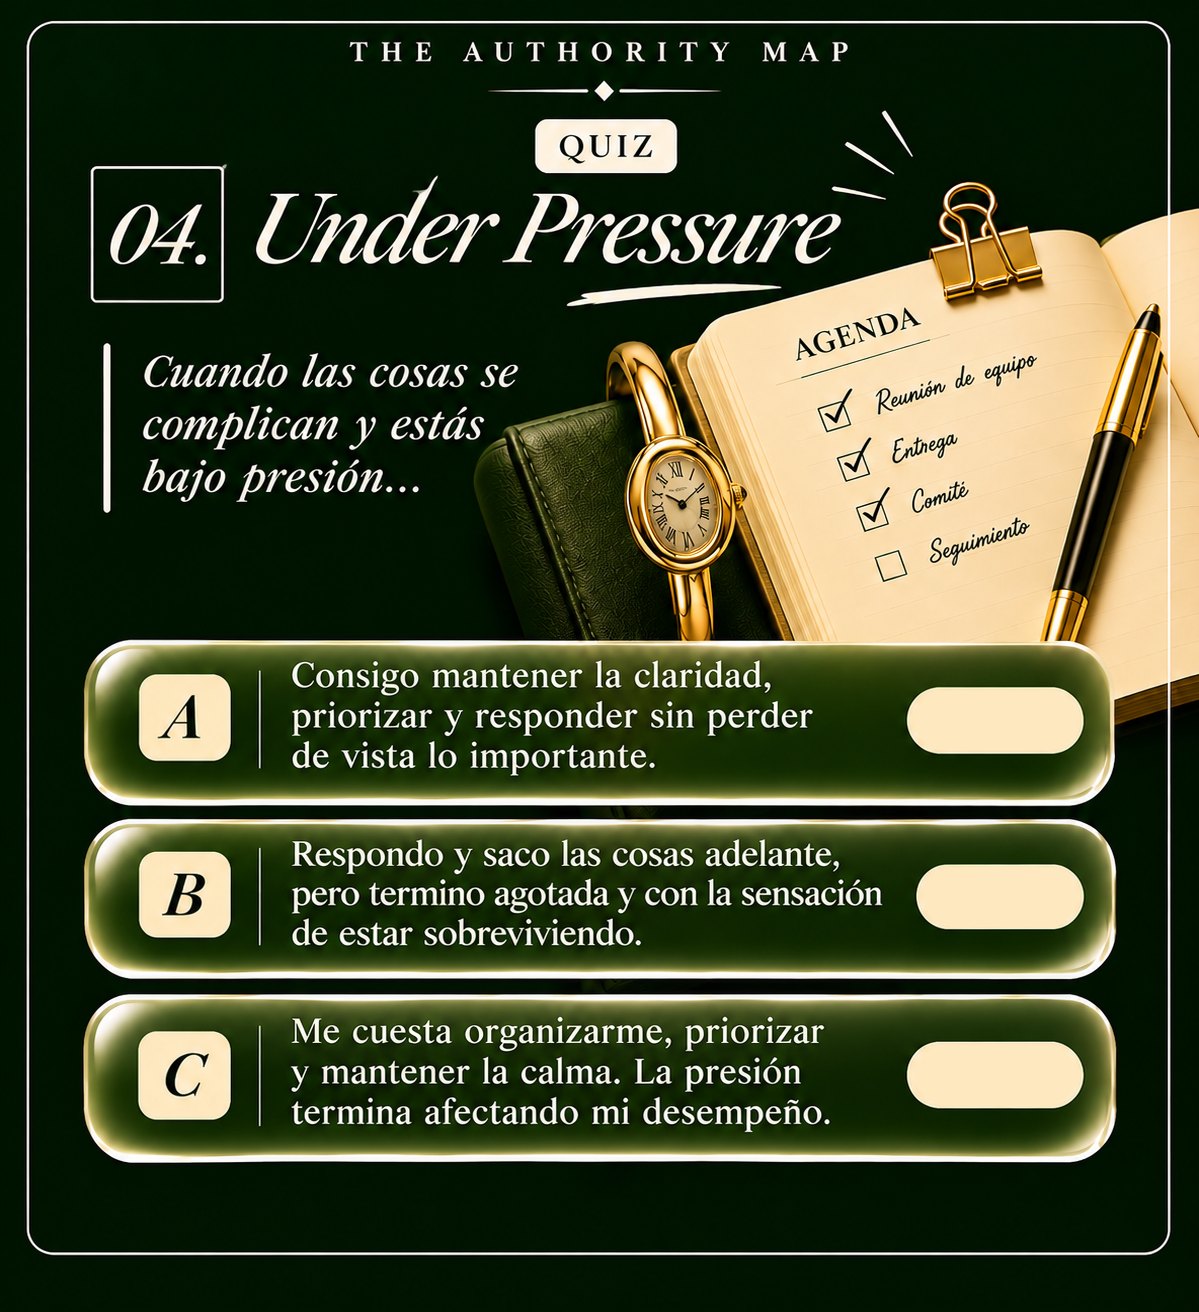 THE AUTHORITY MAP
QUIZ
04. Under Pressure
Cuando las cosas se
complican y estás
bajo presión...
AGENDA
Reunión de equipo
Entrega
Comité
Seguimiento
A
Consigo mantener la claridad,
priorizar y responder sin perder
de vista lo importante.
B
Respondo y saco las cosas adelante,
pero termino agotada y con la sensación
de estar sobreviviendo.
C
Me cuesta organizarme, priorizar
y mantener la calma. La presión
termina afectando mi desempeño.